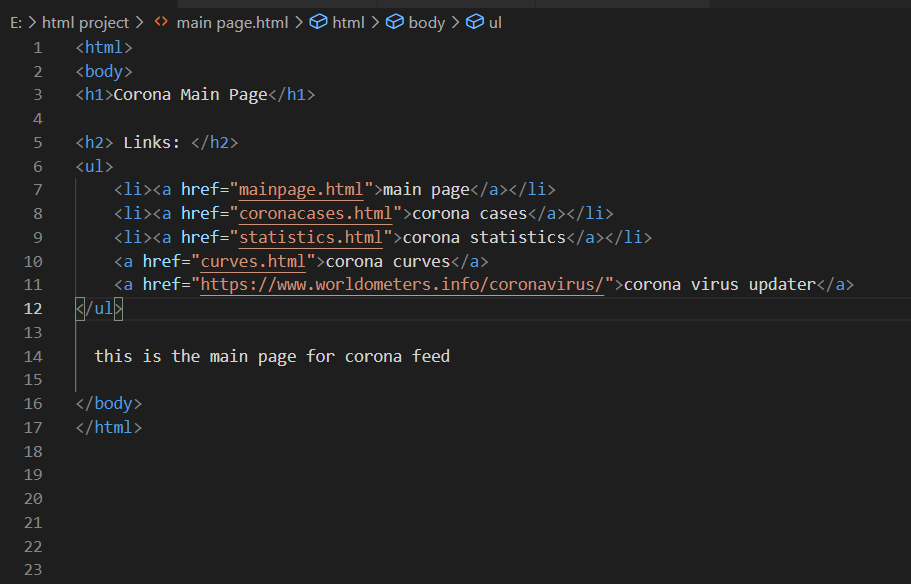 E: > html project > <> main page.html > html > body > ul
1 <html>
2 <body>
3 <h1>Corona Main Page</h1>
4
5 <h2> Links: </h2>
6 <ul>
7     <li><a href="mainpage.html">main page</a></li>
8     <li><a href="coronacases.html">corona cases</a></li>
9     <li><a href="statistics.html">corona statistics</a></li>
10     <a href="curves.html">corona curves</a>
11     <a href="https://www.worldometers.info/coronavirus/">corona virus updater</a>
12 </ul>
13
14   this is the main page for corona feed
15
16 </body>
17 </html>
18
19
20
21
22
23